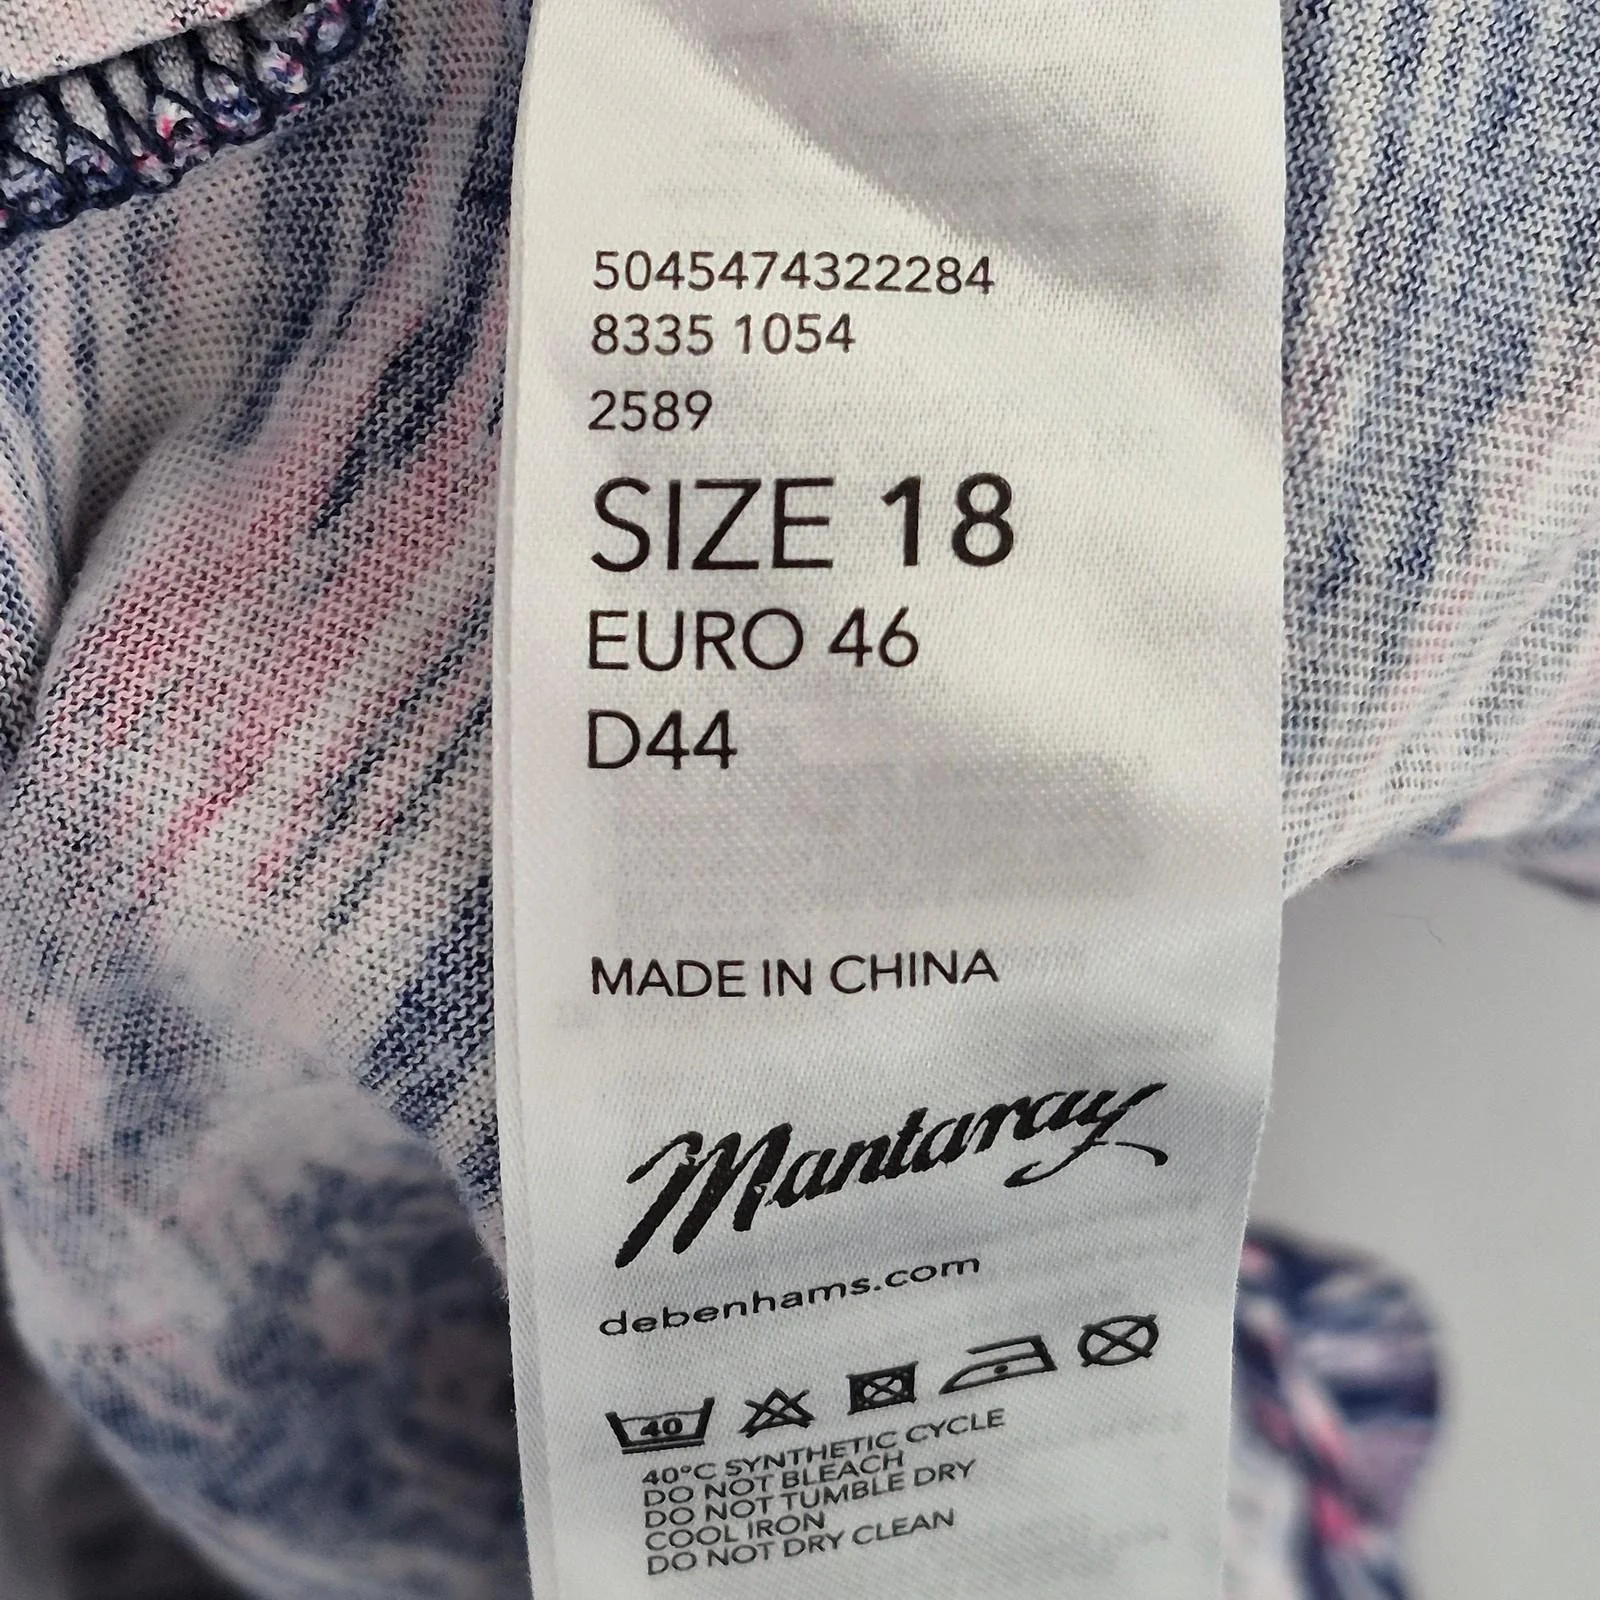 5045474322284
8335 1054
2589
SIZE 18
EURO 46
D44
MADE IN CHINA
Mantaray
debenhams.com
40
40°C SYNTHETIC CYCLE
DO NOT BLEACH
DO NOT TUMBLE DRY
COOL IRON
DO NOT DRY CLEAN